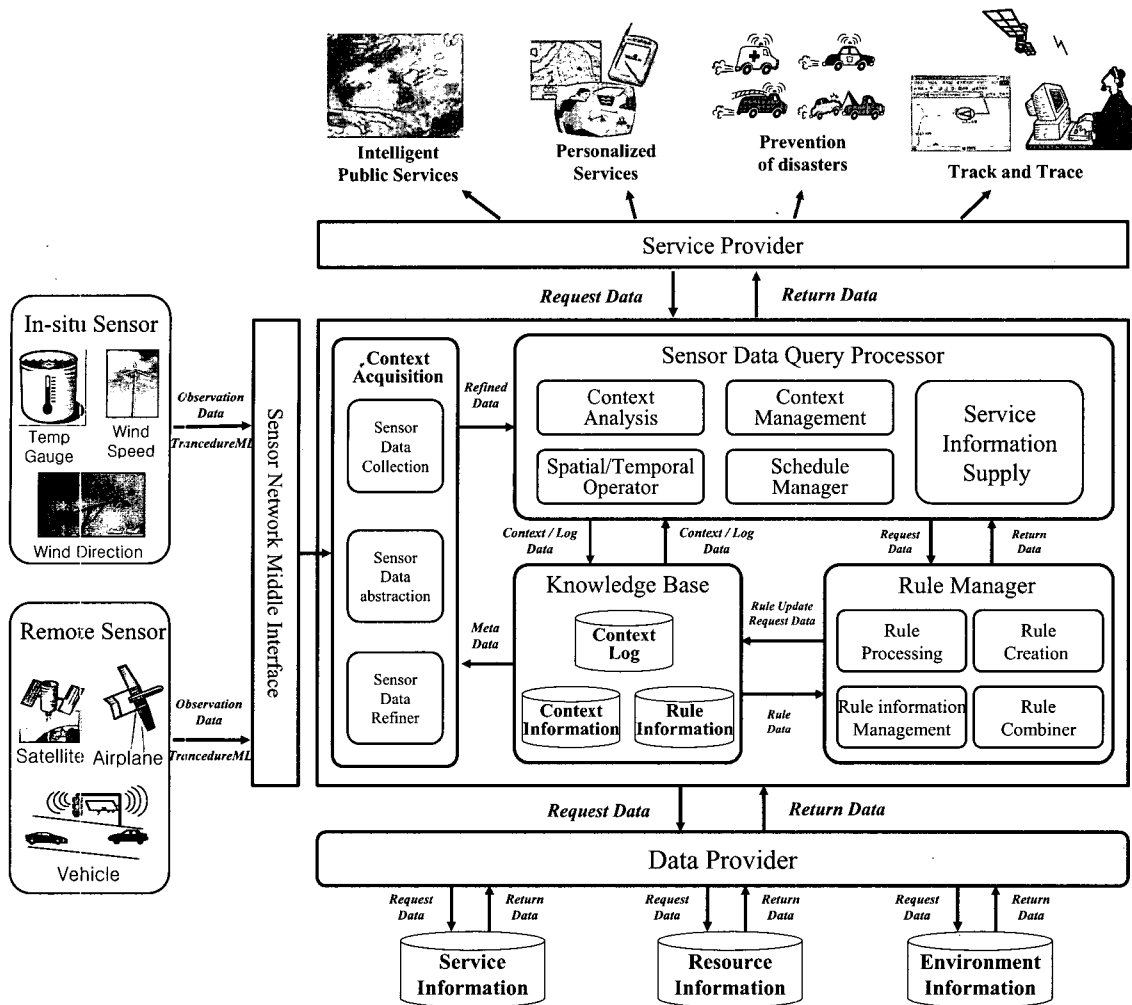 Intelligent
Public Services
Personalized
Services
Prevention
of disasters
Track and Trace
Service Provider
Request Data
Return Data
In-situ Sensor
Temp
Gauge
Wind
Speed
Wind Direction
Observation
Data
TrancedureML
Remote Sensor
Satellite
Airplane
Vehicle
Observation
Data
TrancedureML
Sensor Network Middle Interface
Context
Acquisition
Sensor
Data
Collection
Sensor
Data
abstraction
Sensor
Data
Refiner
Refined
Data
Meta
Data
Sensor Data Query Processor
Context
Analysis
Context
Management
Spatial/Temporal
Operator
Schedule
Manager
Service
Information
Supply
Context / Log
Data
Context / Log
Data
Request
Data
Return
Data
Knowledge Base
Context
Log
Context
Information
Rule
Information
Rule Update
Request Data
Rule
Data
Rule Manager
Rule
Processing
Rule
Creation
Rule information
Management
Rule
Combiner
Request Data
Return Data
Data Provider
Request
Data
Return
Data
Request
Data
Return
Data
Request
Data
Return
Data
Service
Information
Resource
Information
Environment
Information